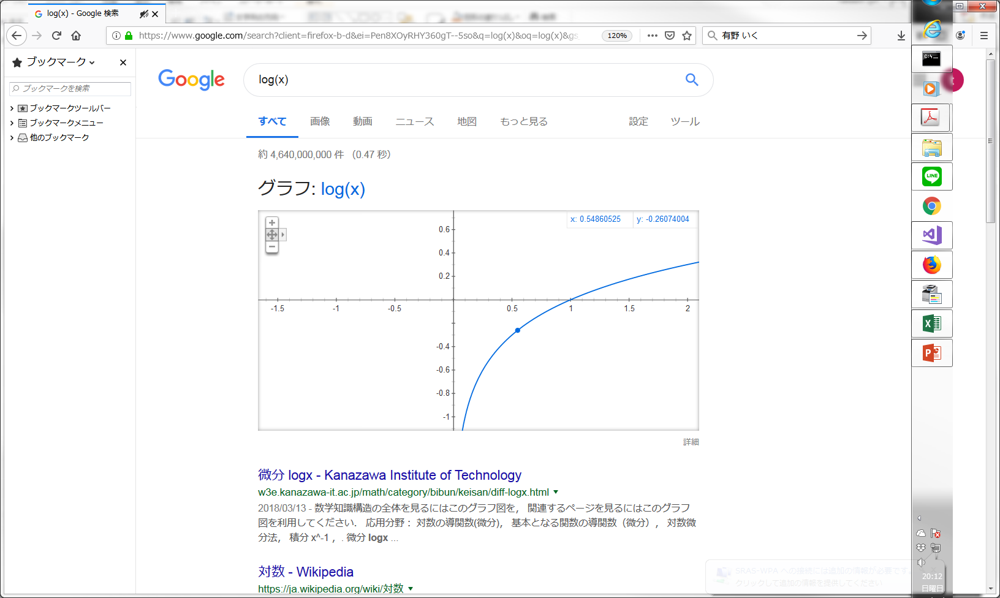 log(x) - Google 検索
https://www.google.com/search?client=firefox-b-d&ei=Pen8XOyRHY360gT--5so&q=log(x)&oq=log(x)&gs
120%
有野 いく
ブックマーク
ブックマークを検索
ブックマークツールバー
ブックマークメニュー
他のブックマーク
Google
log(x)
すべて 画像 動画 ニュース 地図 もっと見る 設定 ツール
約 4,640,000,000 件 （0.47 秒）
グラフ: log(x)
x: 0.54860525 y: -0.26074004
0.6
0.4
0.2
-1.5 -1 -0.5 0.5 1 1.5 2
-0.4
-0.6
-0.8
-1
詳細
微分 logx - Kanazawa Institute of Technology
w3e.kanazawa-it.ac.jp/math/category/bibun/keisan/diff-logx.html
2018/03/13 - 数学知識構造の全体を見るにはこのグラフ図を， 関連するページを見るにはこのグラフ
図を利用してください． 応用分野： 対数の導関数(微分)， 基本となる関数の導関数（微分）， 対数微
分法， 積分 x^-1 ，. 微分 logx ...
対数 - Wikipedia
https://ja.wikipedia.org/wiki/対数
C:\
LINE
SRAS-WPA への接続には追加の情報が必要です。
クリックして追加の情報を提供してください
20:12
日曜日